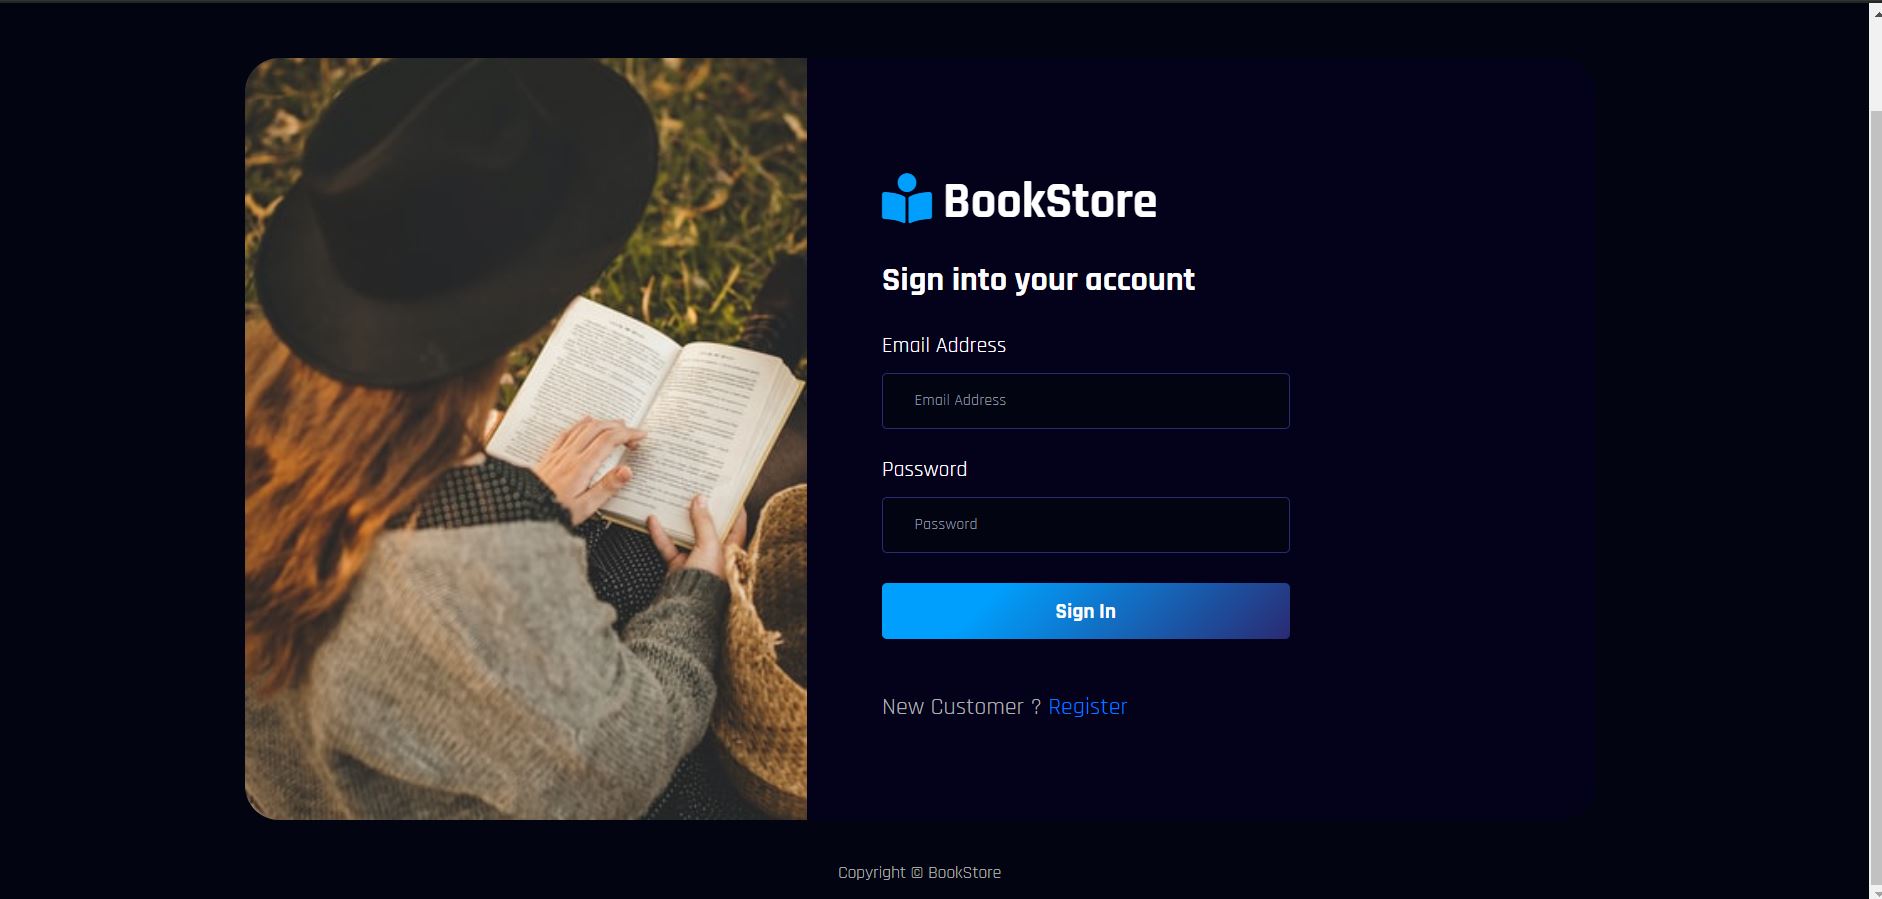 BookStore
Sign into your account
Email Address
Email Address
Password
Password
Sign In
New Customer ? Register
Copyright © BookStore